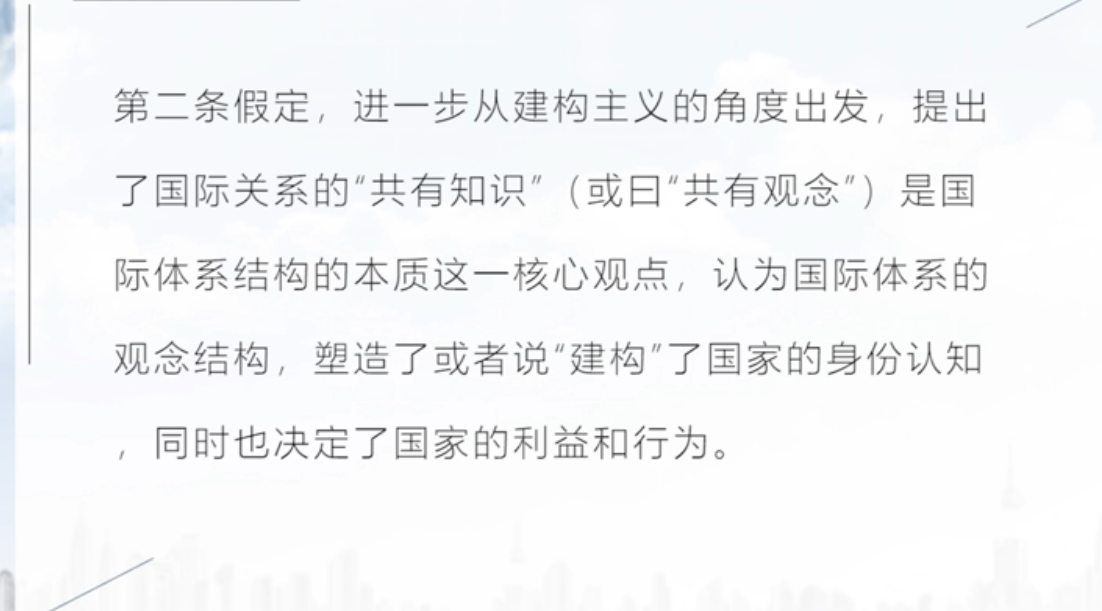 第二条假定，进一步从建构主义的角度出发，提出
了国际关系的“共有知识”（或曰“共有观念”）是国
际体系结构的本质这一核心观点，认为国际体系的
观念结构，塑造了或者说“建构”了国家的身份认知
，同时也决定了国家的利益和行为。